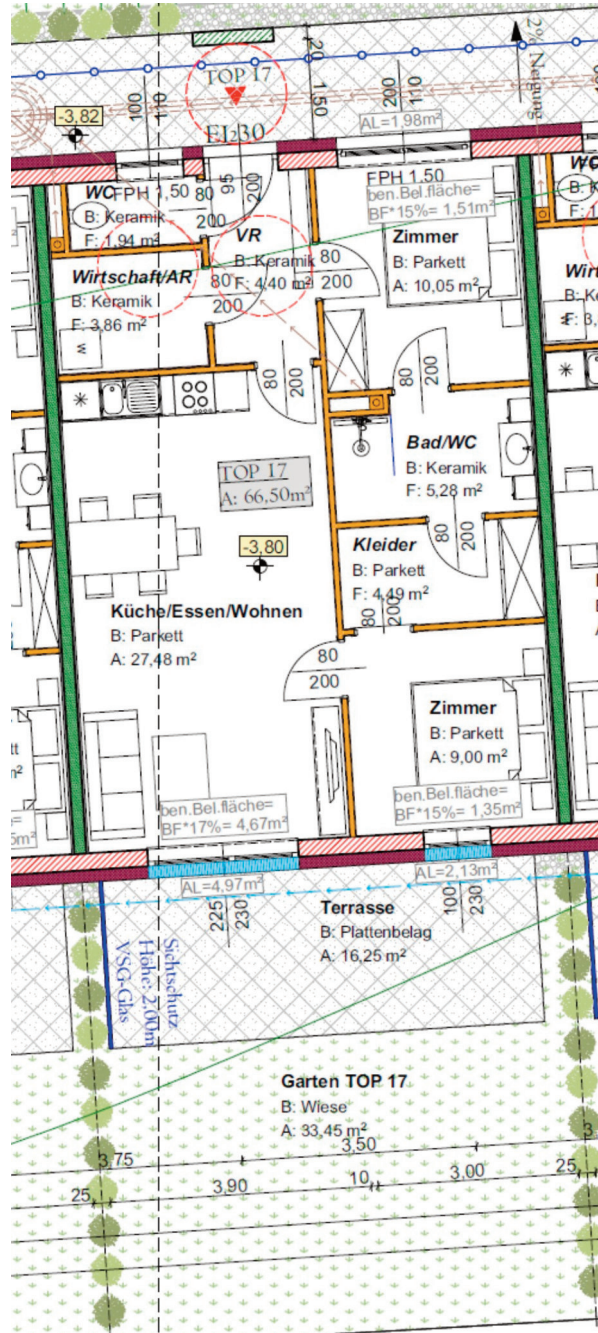 TOP 17
EI₂30
-3,82
100
110
20
1,50
200
110
AL=1,98m²
2% Neigung
WC
FPH 1,50
B: Keramik
F: 1,94 m²
80
200
95
200
VR
B: Keramik
F: 4,40 m²
FPH 1,50
ben.Bel.fläche=
BF*15%= 1,51m²
Zimmer
B: Parkett
A: 10,05 m²
80
200
WC
Wirtschaft/AR
B: Keramik
F: 3,86 m²
80
200
W
80
200
80
200
TOP 17
A: 66,50m²
Bad/WC
B: Keramik
F: 5,28 m²
-3,80
80
200
Kleider
B: Parkett
F: 4,49 m²
80
200
Küche/Essen/Wohnen
B: Parkett
A: 27,48 m²
80
200
Zimmer
B: Parkett
A: 9,00 m²
ben.Bel.fläche=
BF*17%= 4,67m²
ben.Bel.fläche=
BF*15%= 1,35m²
AL=4,97m²
AL=2,13m²
225
230
100
230
Terrasse
B: Plattenbelag
A: 16,25 m²
Sichtschutz
Höhe: 2,00m
VSG-Glas
Garten TOP 17
B: Wiese
A: 33,45 m²
3,75
3,50
25
3,90
10
3,00
25